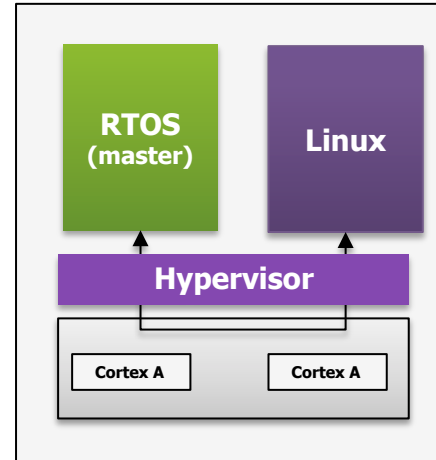 RTOS
(master)
Linux
Hypervisor
Cortex A
Cortex A